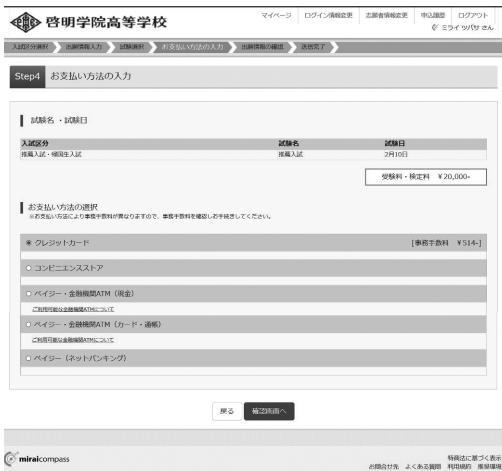 啓明学院高等学校
マイページ ログイン情報変更 志願者情報変更 申込履歴 ログアウト
ミライ ツバサ さん
入試区分選択 出願情報入力 試験選択 お支払い方法の入力 出願情報の確認 送信完了
Step4 お支払い方法の入力
試験名・試験日
入試区分 試験名 試験日
推薦入試・帰国生入試 推薦入試 2月10日
受験料・検定料 ¥20,000-
お支払い方法の選択
※お支払い方法により事務手数料が異なりますので、事務手数料を確認しお手続きしてください。
クレジットカード [事務手数料 ¥514-]
コンビニエンスストア
ペイジー・金融機関ATM（現金）
ご利用可能な金融機関ATMについて
ペイジー・金融機関ATM（カード・通帳）
ご利用可能な金融機関ATMについて
ペイジー（ネットバンキング）
戻る 確認画面へ
miraicompass
特商法に基づく表示
お問合せ先 よくある質問 利用規約 推奨環境